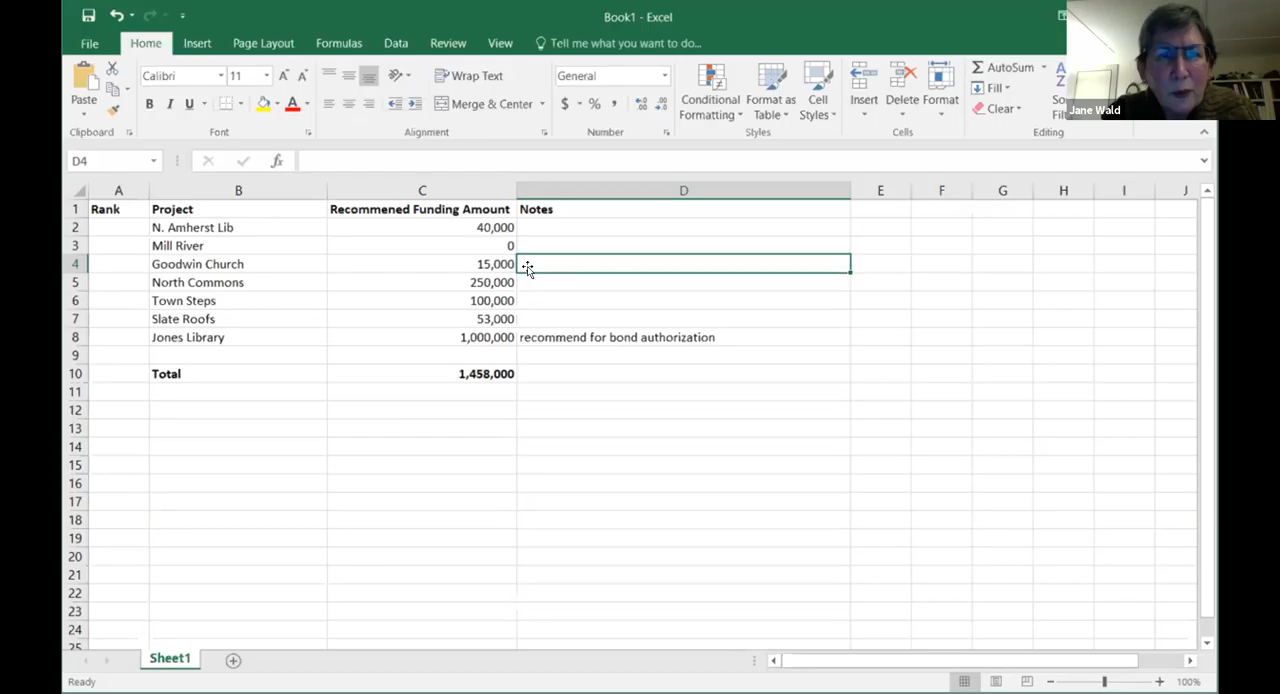 Book1 - Excel
File Home Insert Page Layout Formulas Data Review View Tell me what you want to do...
Calibri 11 A A Wrap Text General AutoSum
Paste B I U A Merge & Center $ % , Conditional Formatting Format as Table Cell Styles Insert Delete Format Fill Clear
Clipboard Font Alignment Number Styles Cells Editing
Jane Wald
D4 fx
A B C D E F G H I J
1 Rank Project Recommened Funding Amount Notes
2 N. Amherst Lib 40,000
3 Mill River 0
4 Goodwin Church 15,000
5 North Commons 250,000
6 Town Steps 100,000
7 Slate Roofs 53,000
8 Jones Library 1,000,000 recommend for bond authorization
9
10 Total 1,458,000
11
12
13
14
15
16
17
18
19
20
21
22
23
24
25
Sheet1
Ready 100%